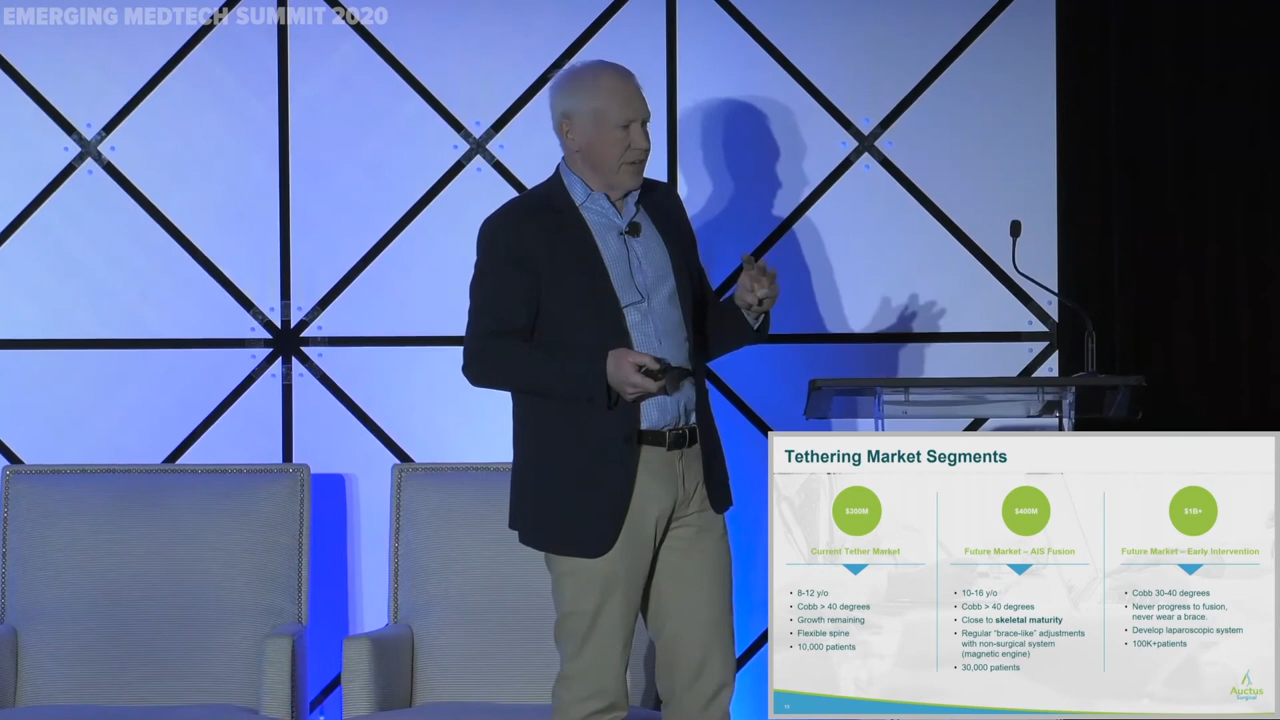 EMERGING MEDTECH SUMMIT 2020
Tethering Market Segments
$300M
Current Tether Market
• 8-12 y/o
• Cobb > 40 degrees
• Growth remaining
• Flexible spine
• 10,000 patients
$400M
Future Market – AIS Fusion
• 10-16 y/o
• Cobb > 40 degrees
• Close to skeletal maturity
• Regular "brace-like" adjustments
with non-surgical system
(magnetic engine)
• 30,000 patients
$1B+
Future Market – Early Intervention
• Cobb 30-40 degrees
• Never progress to fusion,
never wear a brace.
• Develop laparoscopic system
• 100K+patients
Auctus
Surgical